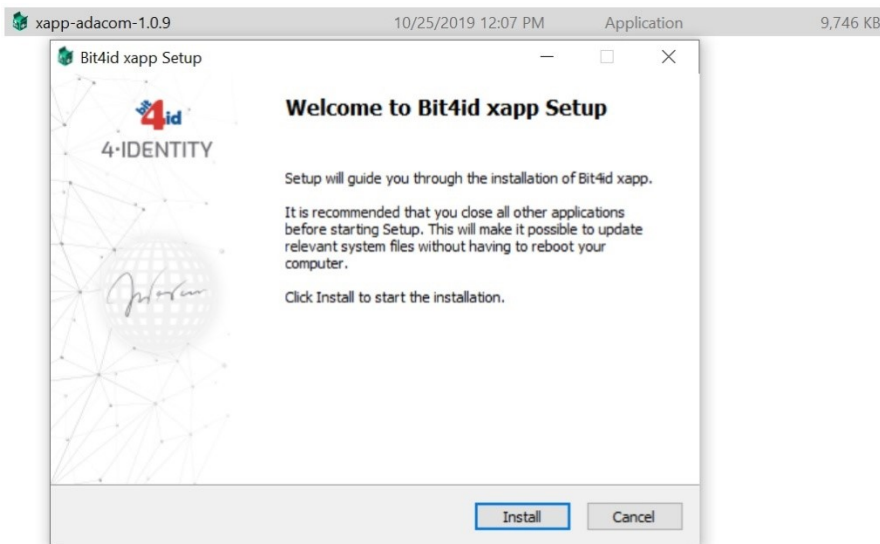 xapp-adacom-1.0.9 10/25/2019 12:07 PM Application 9,746 KB
Bit4id xapp Setup
bit4id
4·IDENTITY
Welcome to Bit4id xapp Setup
Setup will guide you through the installation of Bit4id xapp.
It is recommended that you close all other applications
before starting Setup. This will make it possible to update
relevant system files without having to reboot your
computer.
Click Install to start the installation.
Install Cancel